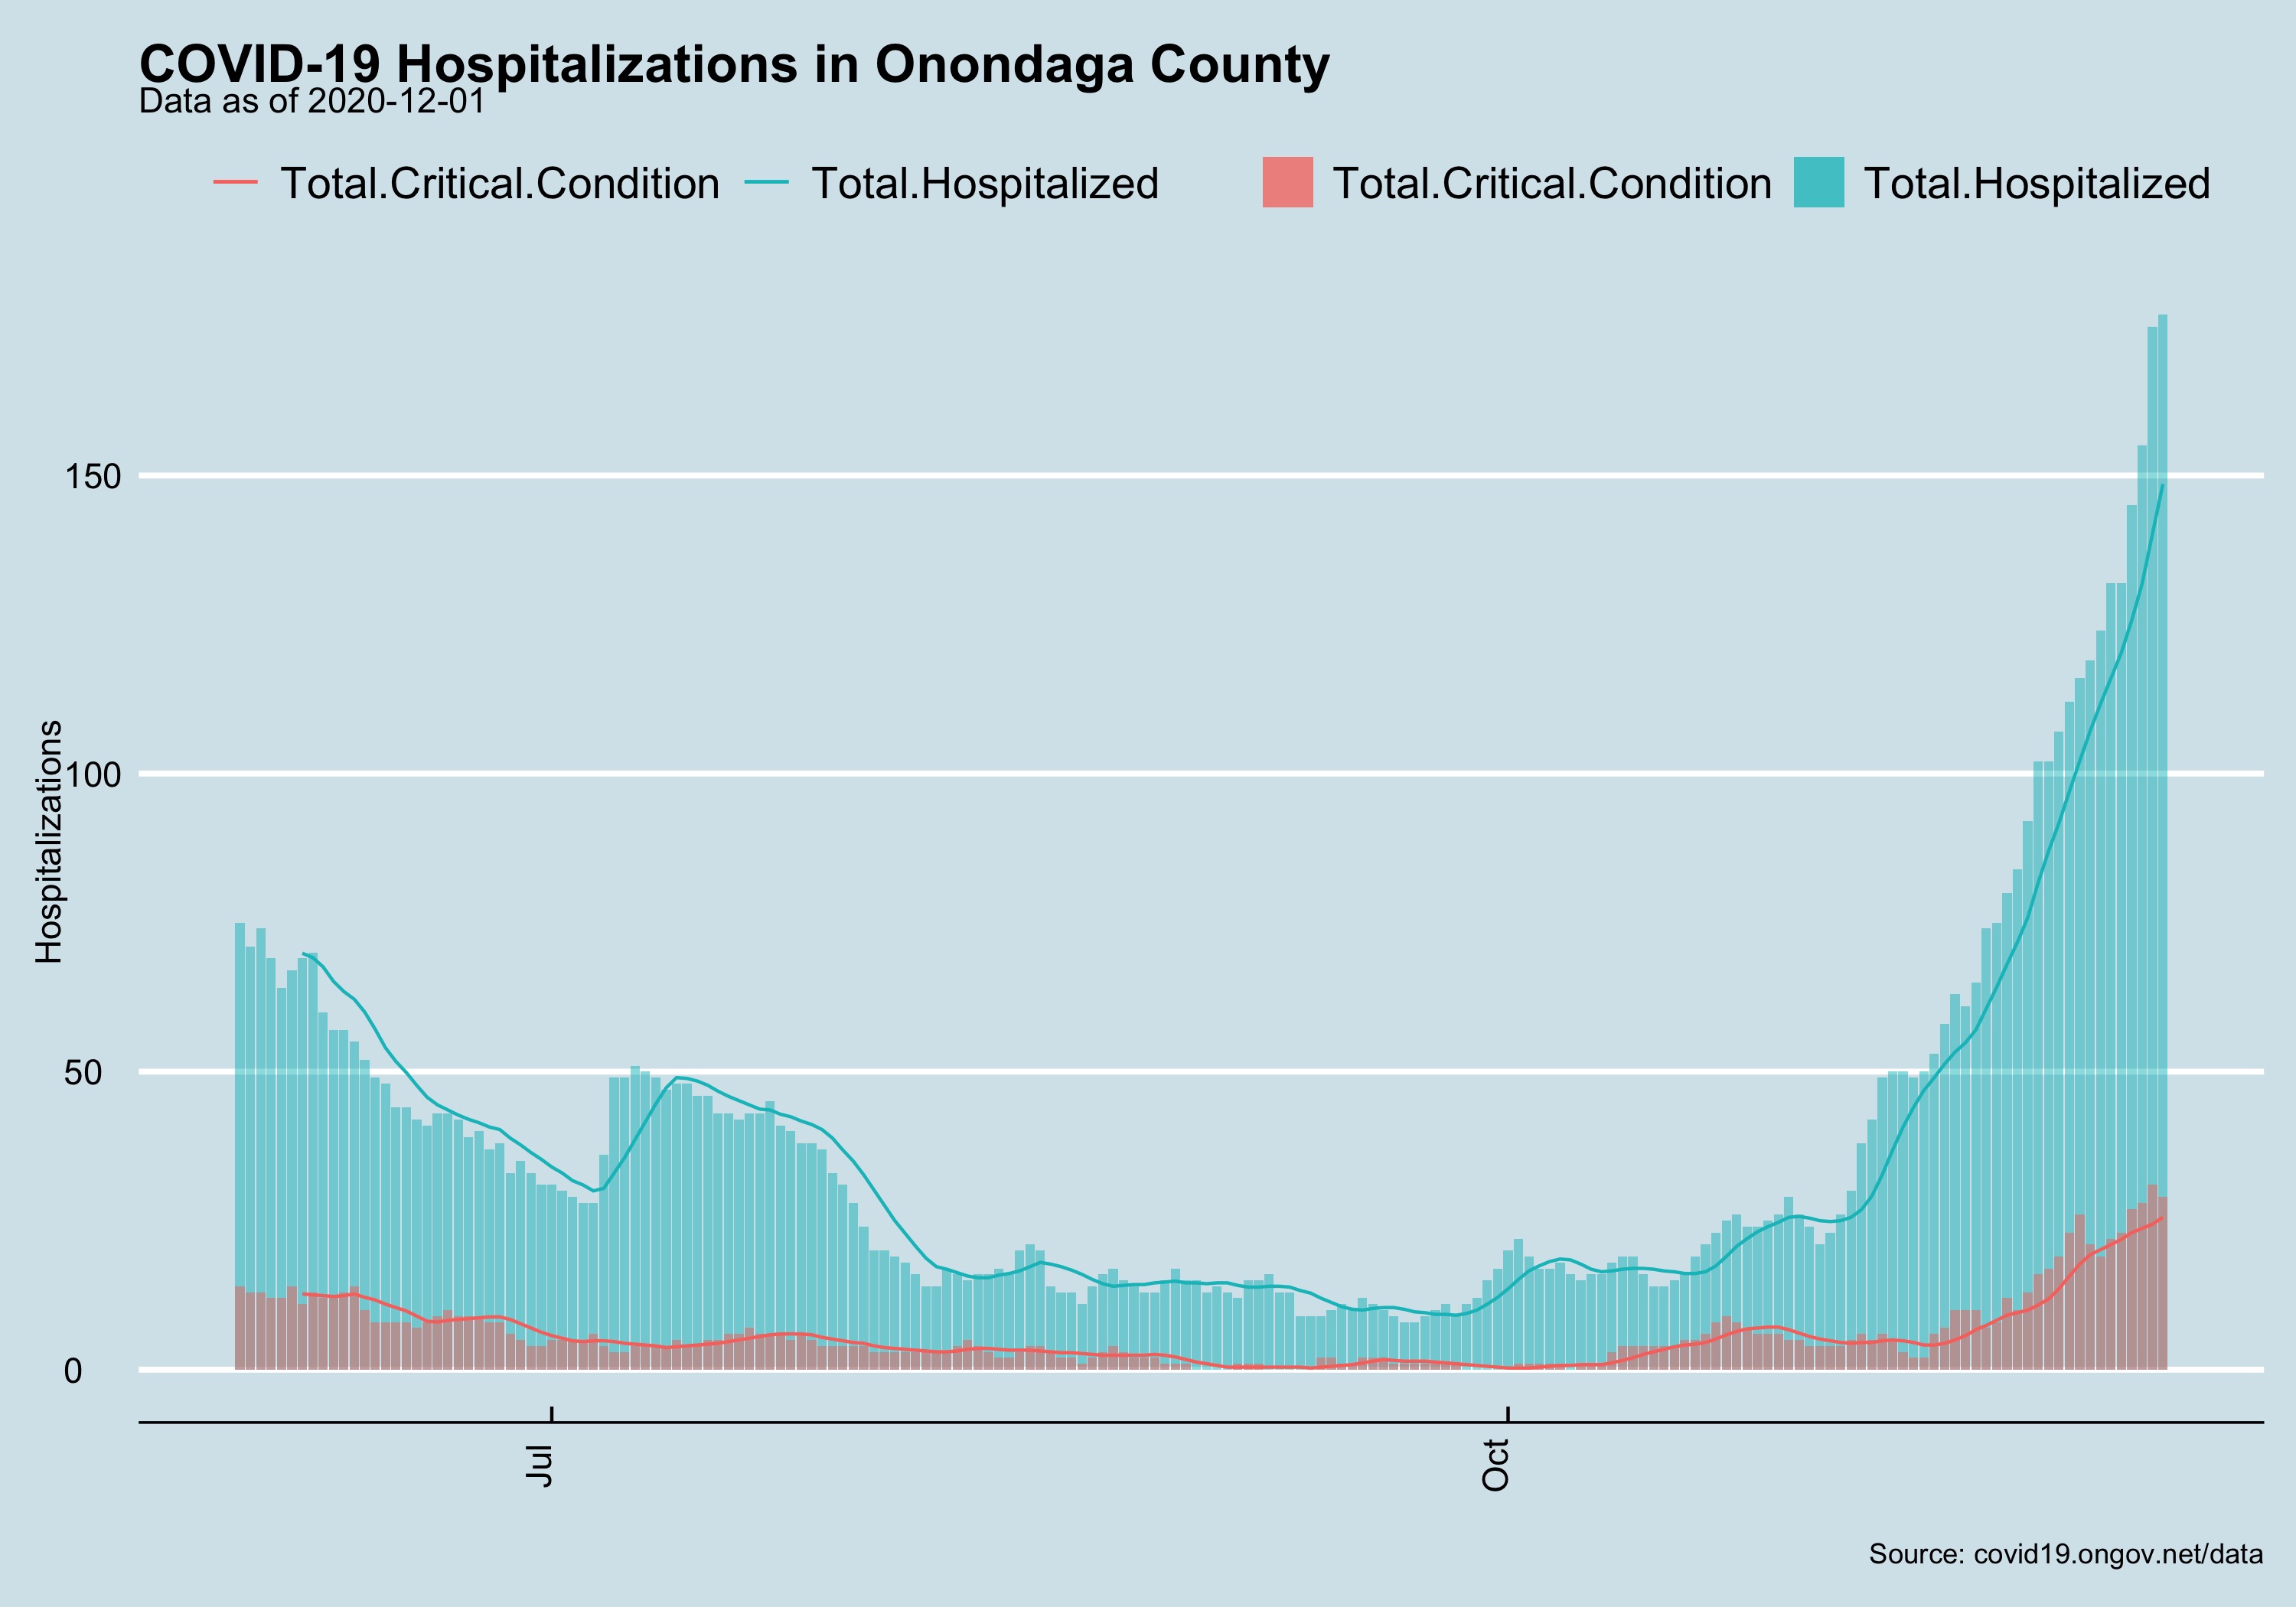 COVID-19 Hospitalizations in Onondaga County
Data as of 2020-12-01
Total.Critical.Condition Total.Hospitalized Total.Critical.Condition Total.Hospitalized
150
100
50
0
Hospitalizations
Jul Oct
Source: covid19.ongov.net/data